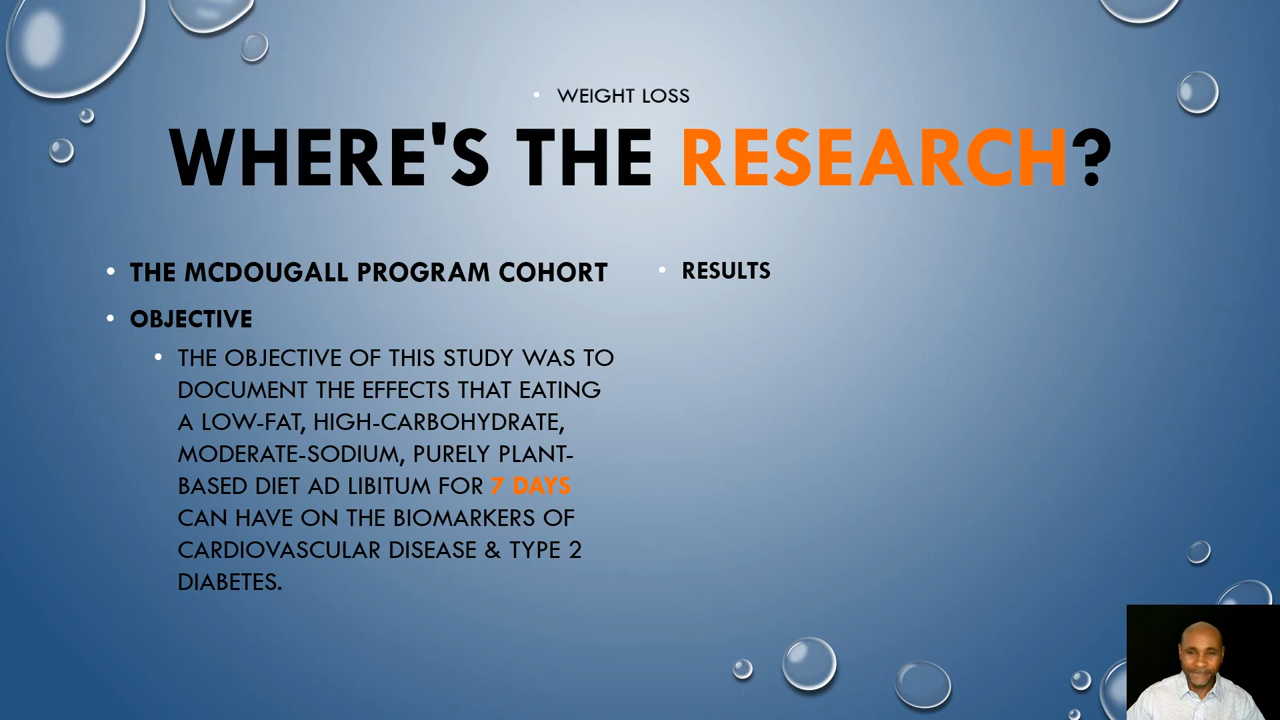 WEIGHT LOSS
WHERE'S THE RESEARCH?
THE MCDOUGALL PROGRAM COHORT
OBJECTIVE
THE OBJECTIVE OF THIS STUDY WAS TO
DOCUMENT THE EFFECTS THAT EATING
A LOW-FAT, HIGH-CARBOHYDRATE,
MODERATE-SODIUM, PURELY PLANT-
BASED DIET AD LIBITUM FOR 7 DAYS
CAN HAVE ON THE BIOMARKERS OF
CARDIOVASCULAR DISEASE & TYPE 2
DIABETES.
RESULTS